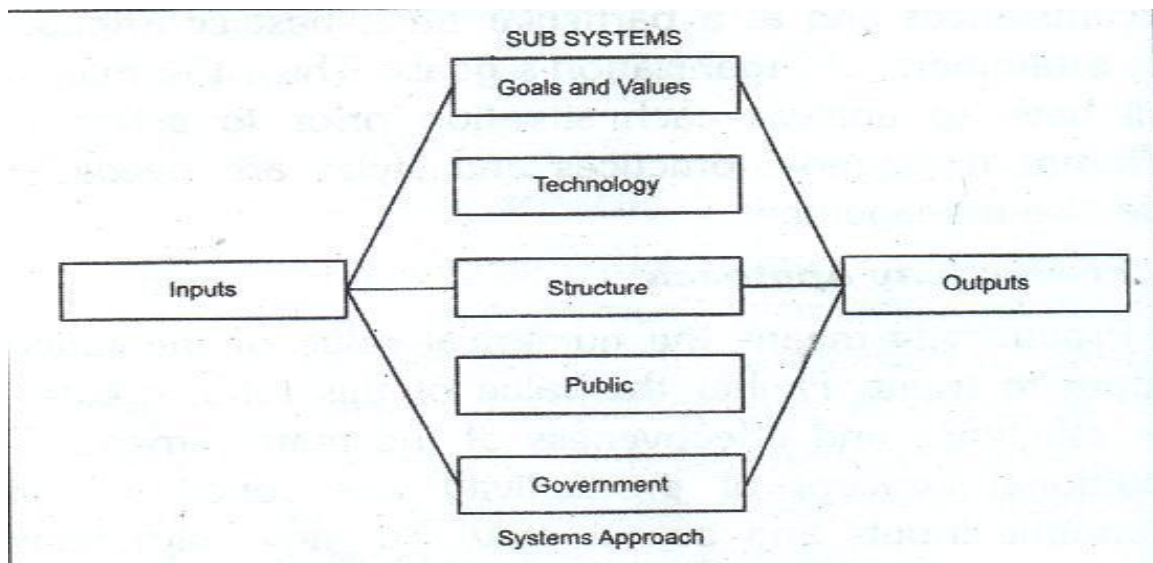 SUB SYSTEMS
Goals and Values
Technology
Inputs
Structure
Outputs
Public
Government
Systems Approach